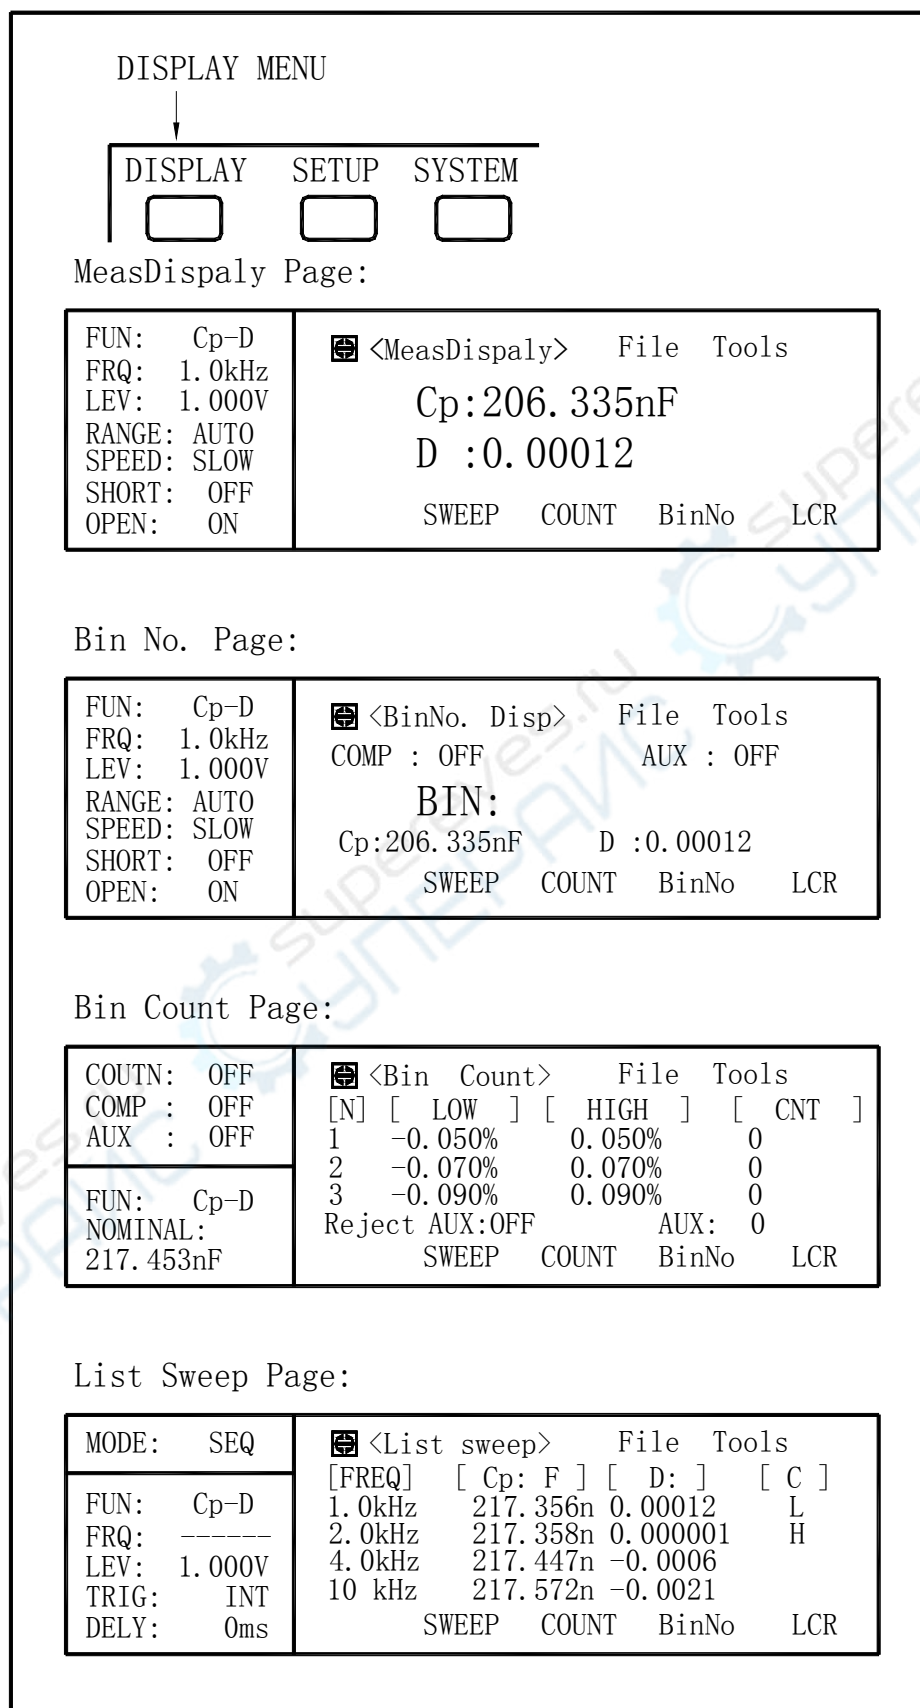 DISPLAY MENU
DISPLAY SETUP SYSTEM
MeasDispaly Page:
FUN: Cp-D
FRQ: 1.0kHz
LEV: 1.000V
RANGE: AUTO
SPEED: SLOW
SHORT: OFF
OPEN: ON
<MeasDispaly> File Tools
Cp:206.335nF
D :0.00012
SWEEP COUNT BinNo LCR
Bin No. Page:
FUN: Cp-D
FRQ: 1.0kHz
LEV: 1.000V
RANGE: AUTO
SPEED: SLOW
SHORT: OFF
OPEN: ON
<BinNo. Disp> File Tools
COMP : OFF AUX : OFF
BIN:
Cp:206.335nF D :0.00012
SWEEP COUNT BinNo LCR
Bin Count Page:
COUTN: OFF
COMP : OFF
AUX : OFF
FUN: Cp-D
NOMINAL:
217.453nF
<Bin Count> File Tools
[N] [ LOW ] [ HIGH ] [ CNT ]
1 -0.050% 0.050% 0
2 -0.070% 0.070% 0
3 -0.090% 0.090% 0
Reject AUX:OFF AUX: 0
SWEEP COUNT BinNo LCR
List Sweep Page:
MODE: SEQ
FUN: Cp-D
FRQ: ------
LEV: 1.000V
TRIG: INT
DELY: 0ms
<List sweep> File Tools
[FREQ] [ Cp: F ] [ D: ] [ C ]
1.0kHz 217.356n 0.00012 L
2.0kHz 217.358n 0.000001 H
4.0kHz 217.447n -0.0006
10 kHz 217.572n -0.0021
SWEEP COUNT BinNo LCR
supereyes.ru
СУПЕРАЙС